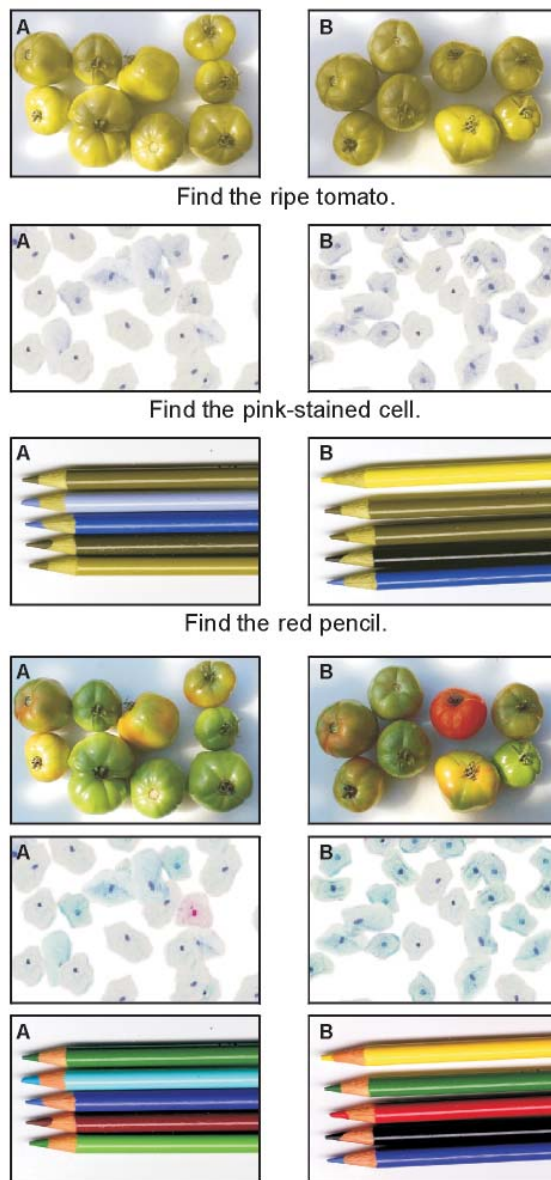 A
B
Find the ripe tomato.
A
B
Find the pink-stained cell.
A
B
Find the red pencil.
A
B
A
B
A
B